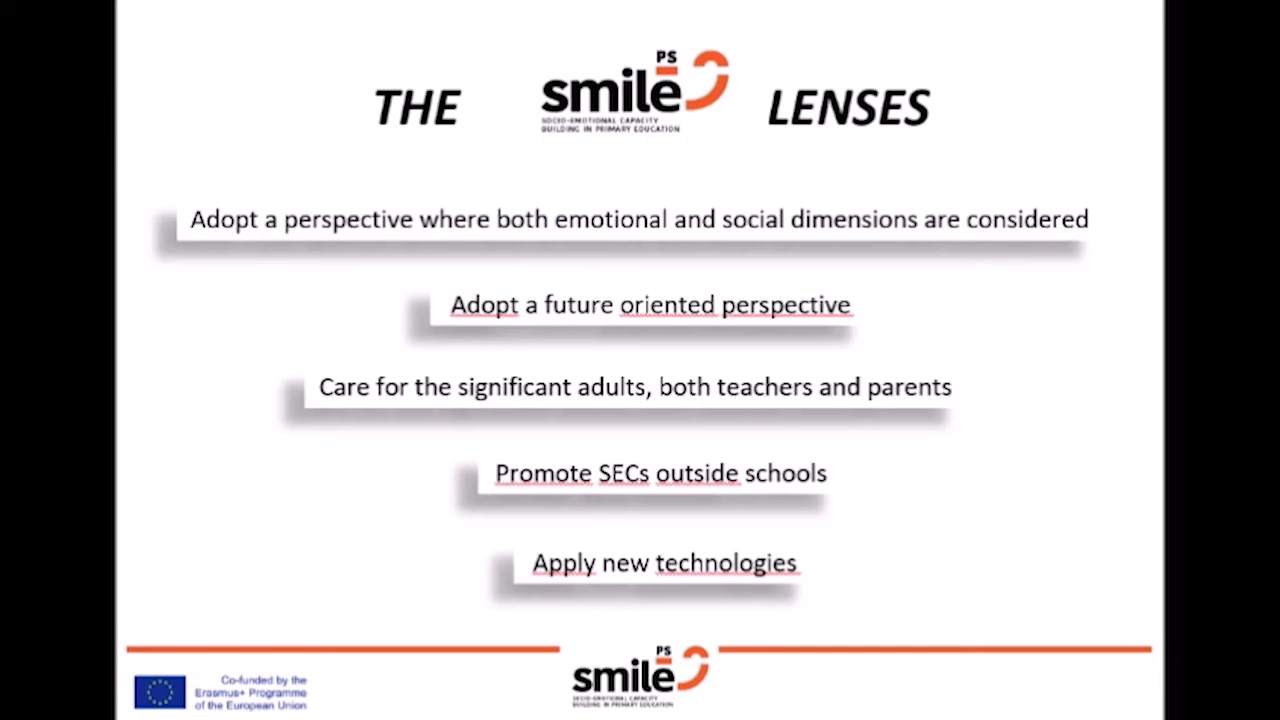 THE PS smile LENSES
SOCIO-EMOTIONAL CAPACITY
BUILDING IN PRIMARY EDUCATION
Adopt a perspective where both emotional and social dimensions are considered
Adopt a future oriented perspective
Care for the significant adults, both teachers and parents
Promote SECs outside schools
Apply new technologies
PS
smile
SOCIO-EMOTIONAL CAPACITY
BUILDING IN PRIMARY EDUCATION
Co-funded by the
Erasmus+ Programme
of the European Union